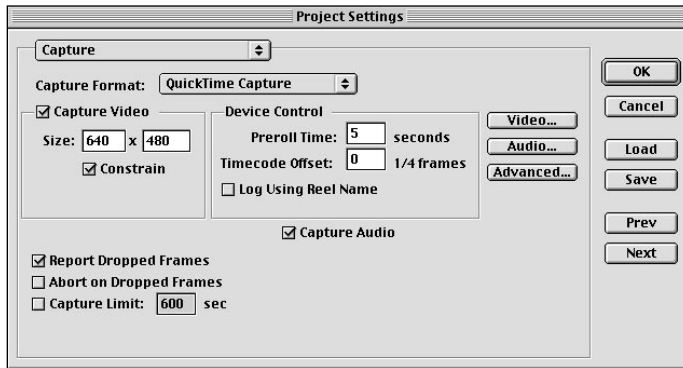 Project Settings
Capture
Capture Format: QuickTime Capture
Capture Video
Size: 640 x 480
Constrain
Device Control
Preroll Time: 5 seconds
Timecode Offset: 0 1/4 frames
Log Using Reel Name
Video...
Audio...
Advanced...
Capture Audio
Report Dropped Frames
Abort on Dropped Frames
Capture Limit: 600 sec
OK
Cancel
Load
Save
Prev
Next